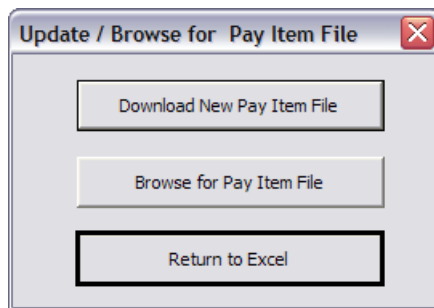 Update / Browse for Pay Item File
Download New Pay Item File
Browse for Pay Item File
Return to Excel